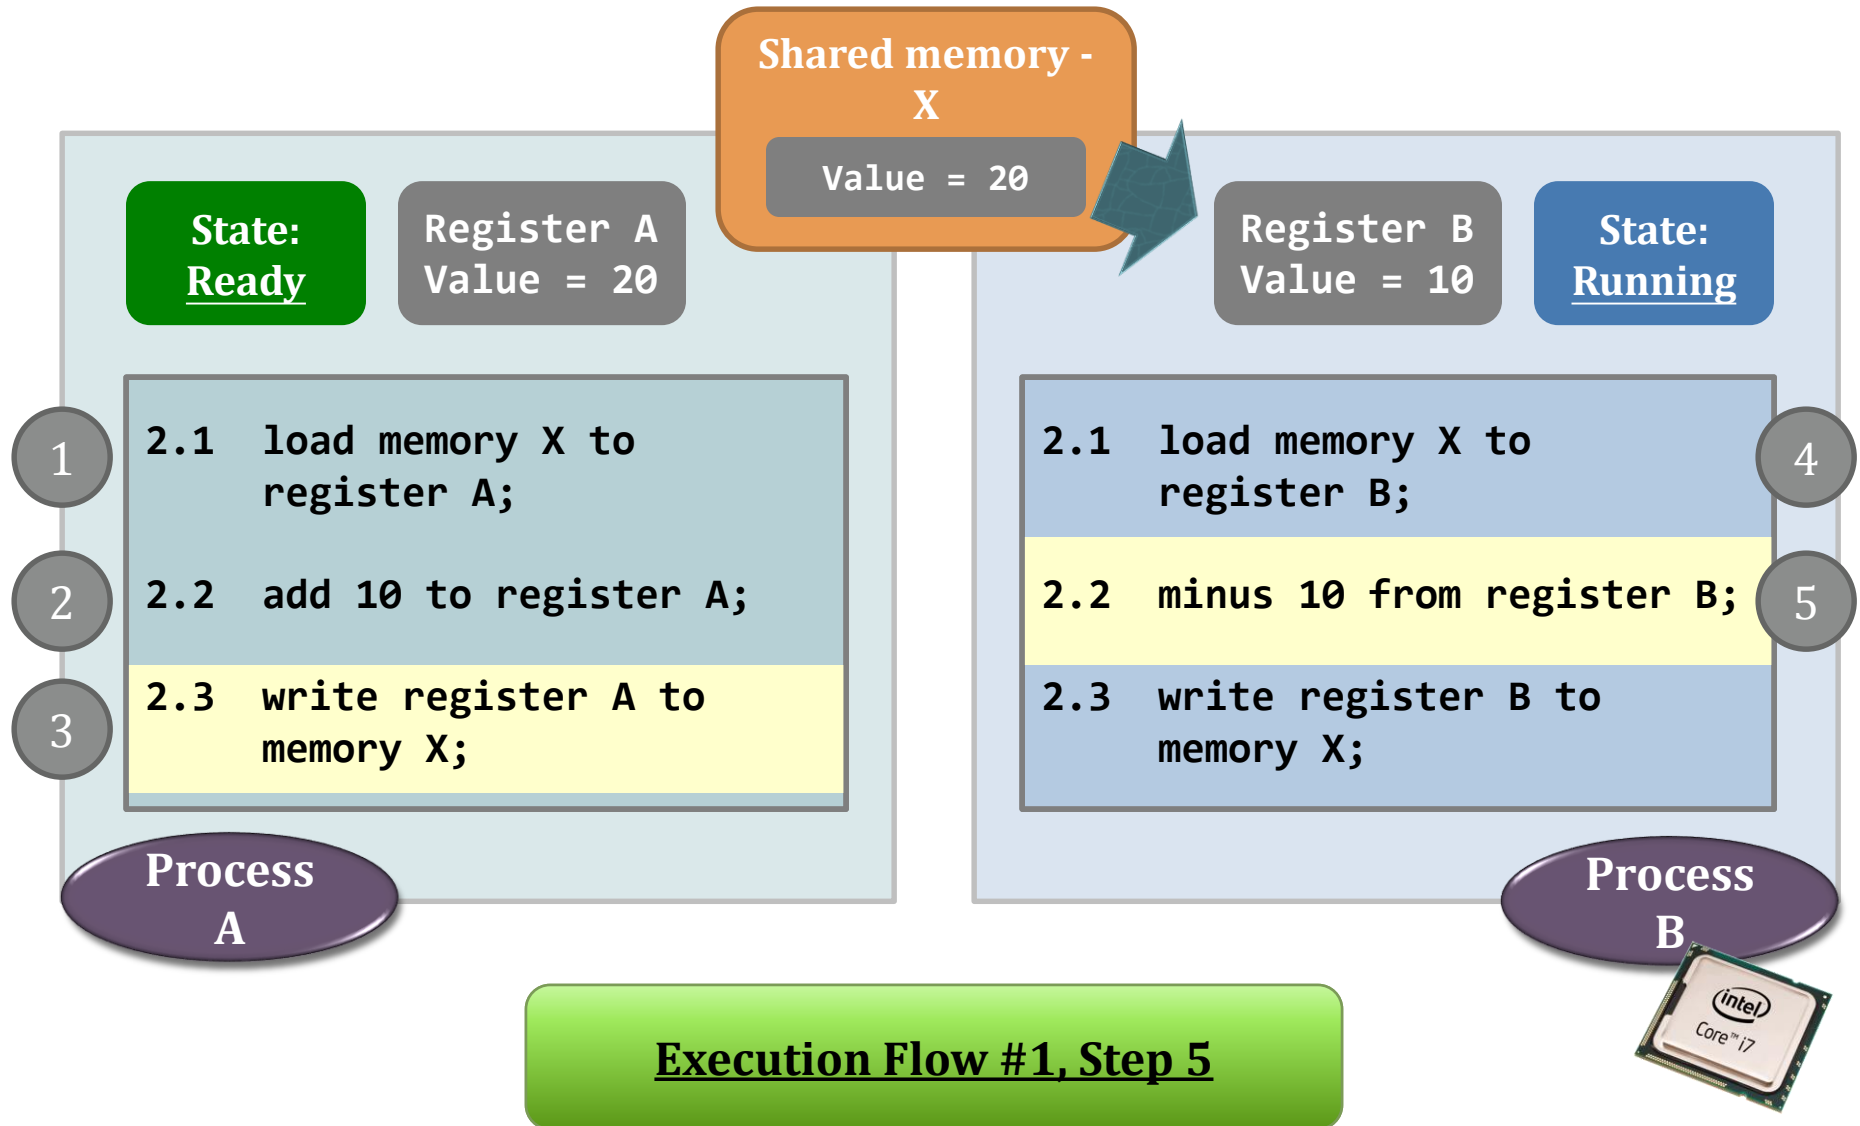 Shared memory -
X
Value = 20
State:
Ready
Register A
Value = 20
Register B
Value = 10
State:
Running
1
2.1 load memory X to
register A;
2
2.2 add 10 to register A;
3
2.3 write register A to
memory X;
2.1 load memory X to
register B;
4
2.2 minus 10 from register B;
5
2.3 write register B to
memory X;
Process
A
Process
B
Execution Flow #1, Step 5
intel
Core™ i7